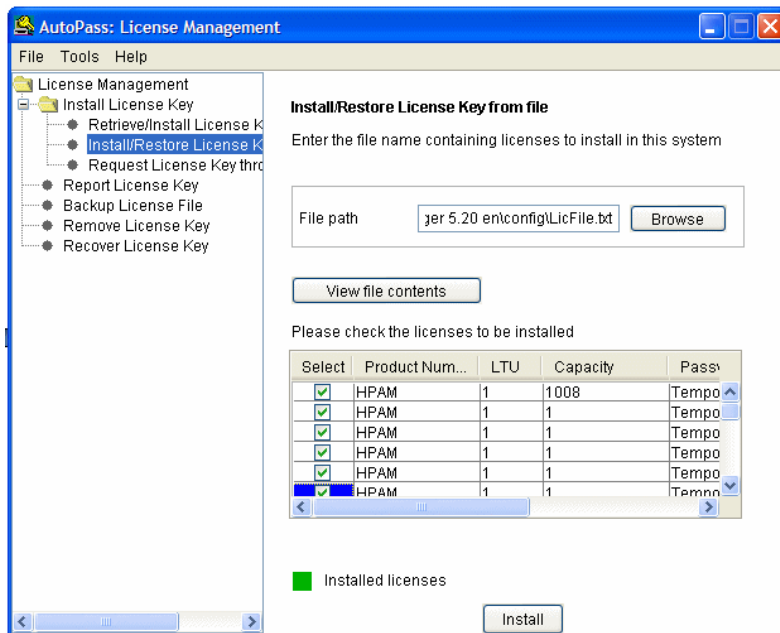 AutoPass: License Management
File Tools Help
License Management
Install License Key
Retrieve/Install License K
Install/Restore License K
Request License Key thro
Report License Key
Backup License File
Remove License Key
Recover License Key
Install/Restore License Key from file
Enter the file name containing licenses to install in this system
File path ger 5.20 en\config\LicFile.txt Browse
View file contents
Please check the licenses to be installed
Select Product Num... LTU Capacity Passw
HPAM 1 1008 Tempo
HPAM 1 1 Tempo
HPAM 1 1 Tempo
HPAM 1 1 Tempo
HPAM 1 1 Tempo
HPAM 1 1 Tempo
Installed licenses
Install